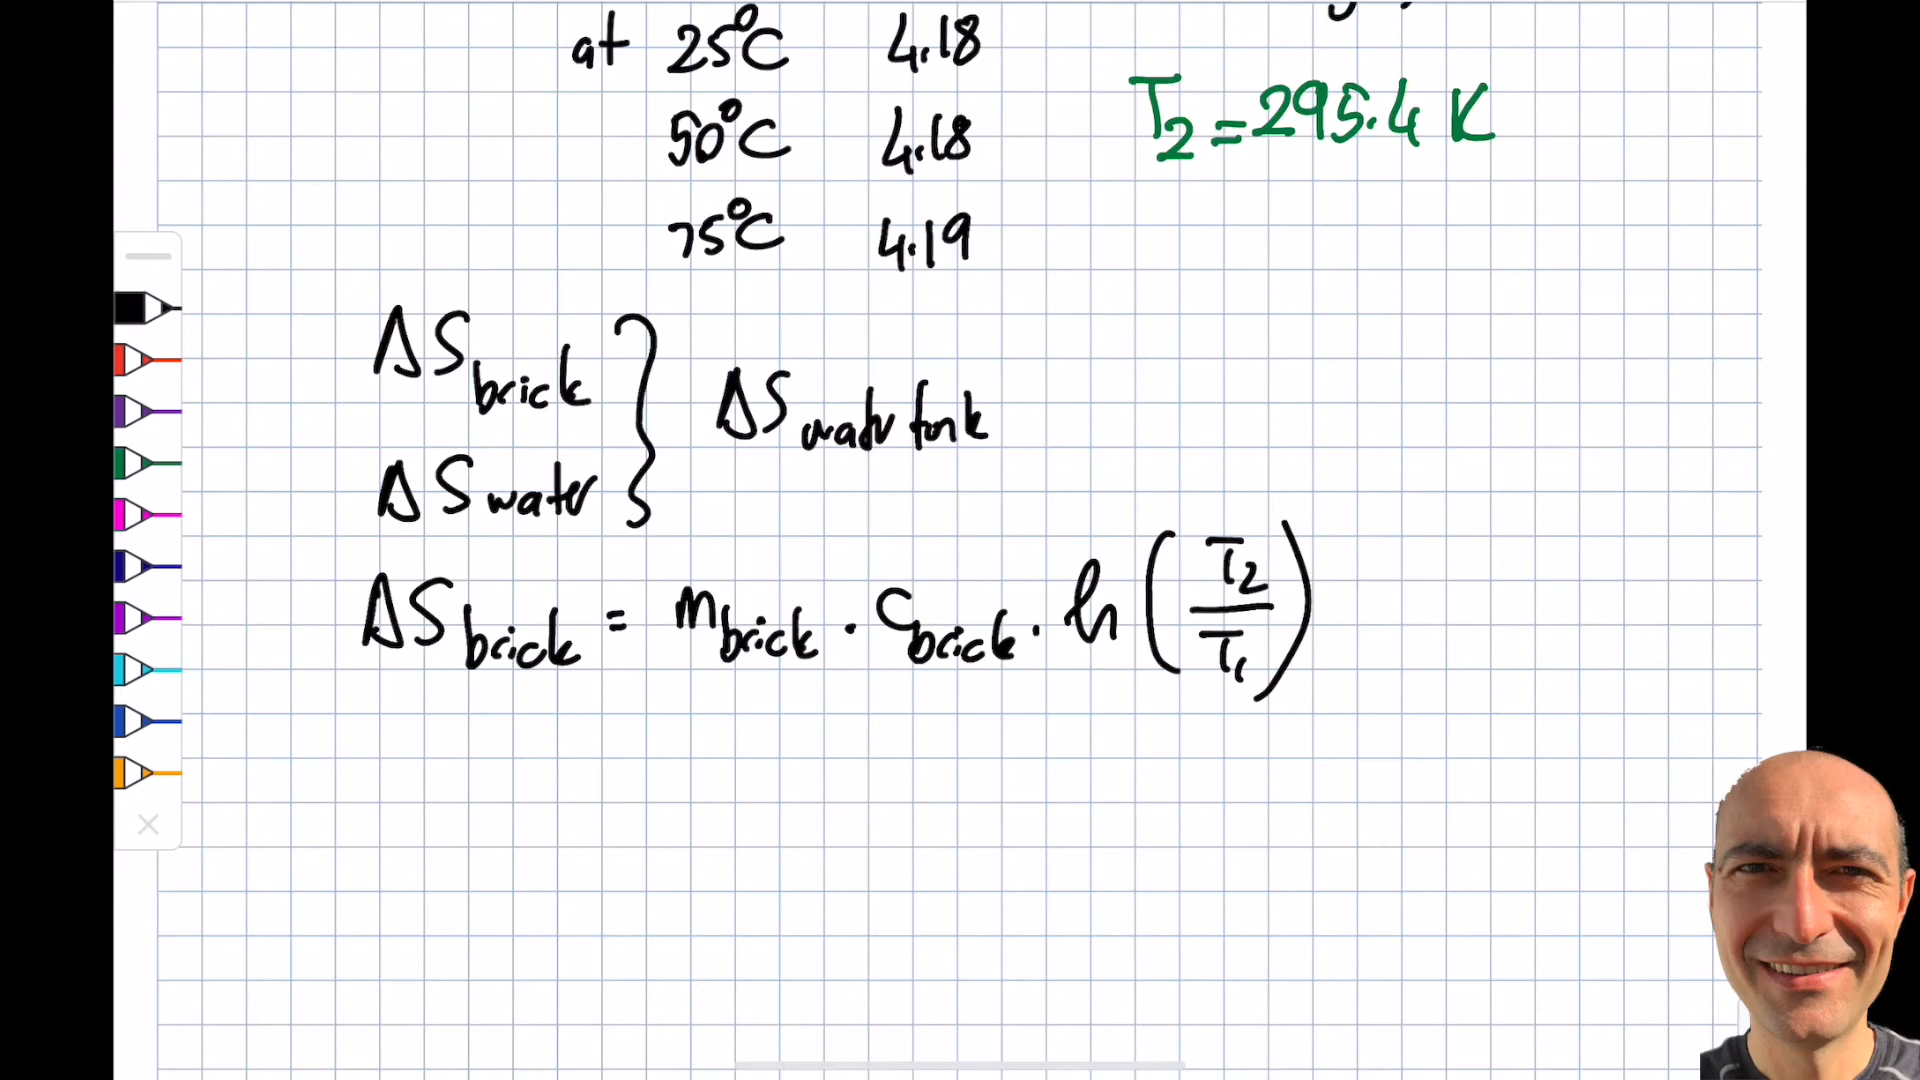 at 25°C 4.18
T₂ = 295.4 K
50°C 4.18
75°C 4.19
ΔS brick } ΔS water tank
ΔS water
ΔS brick = m brick · C brick · ln (T₂/T₁)